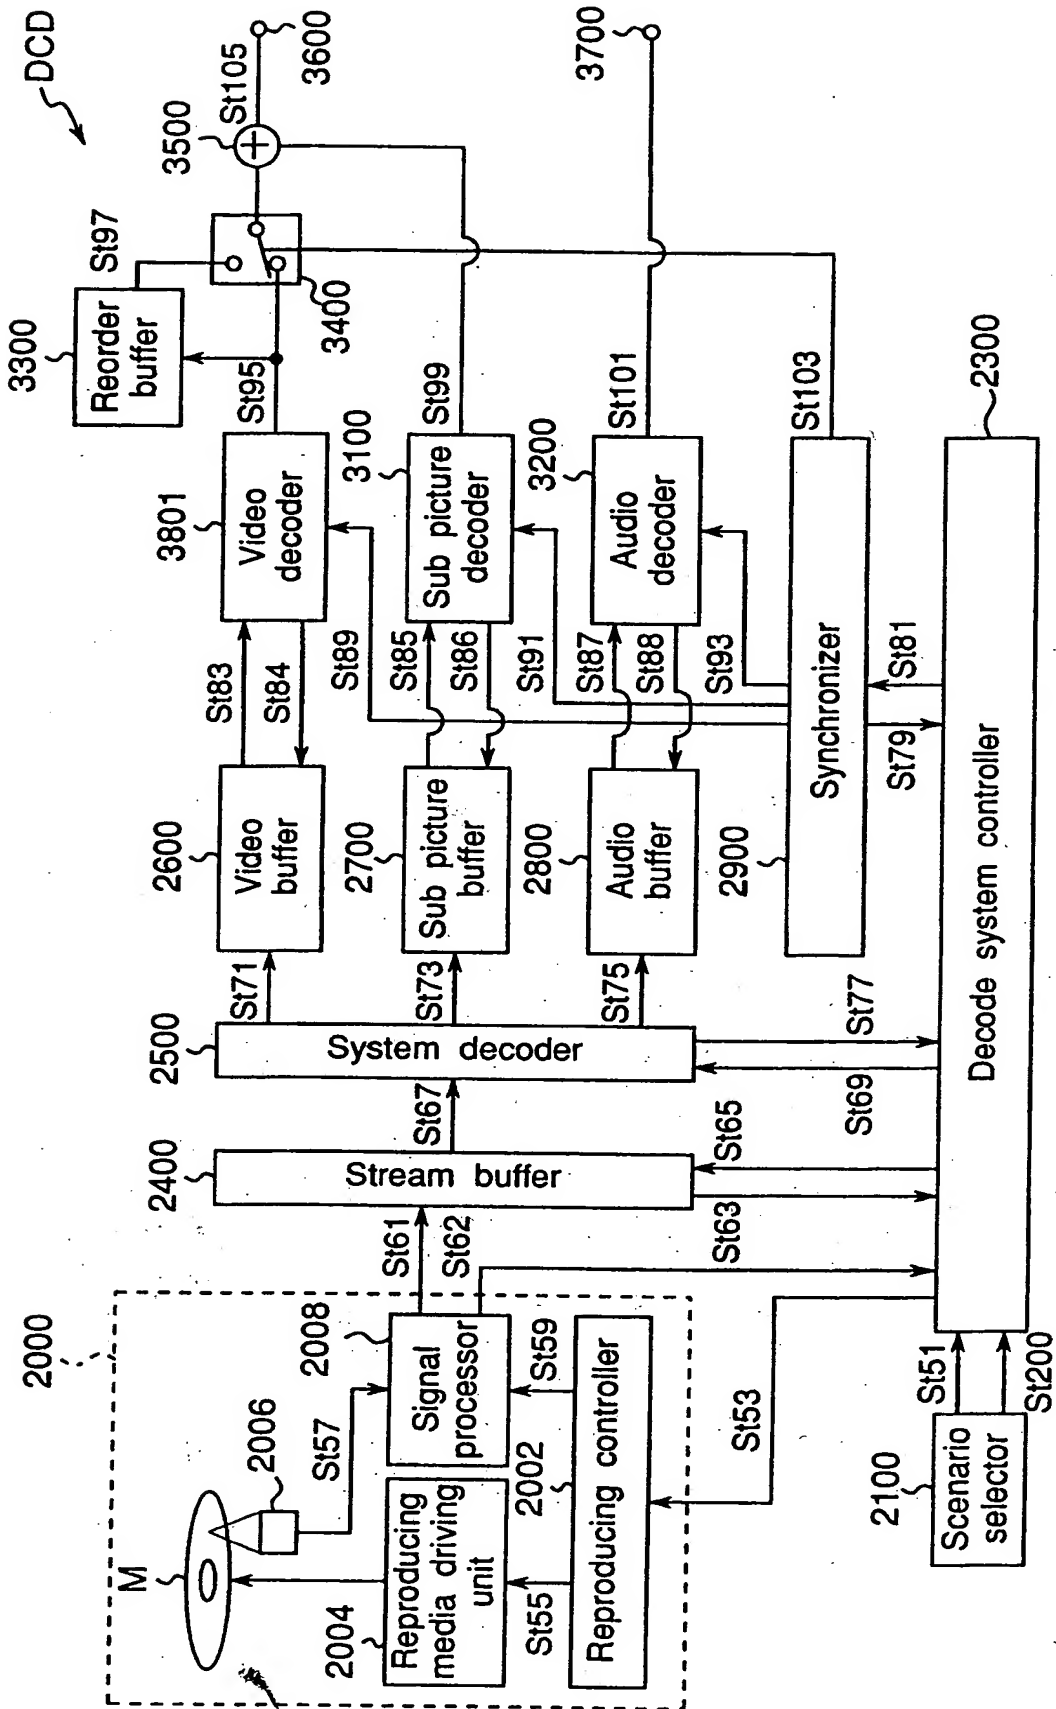 DCD
3300
Reorder
buffer
St97
3500
St105
3600
3400
3801
Video
decoder
St95
3100
Sub picture
decoder
St99
3200
Audio
decoder
St101
3700
St103
2300
2600
Video
buffer
St83
St84
St89
2700
Sub picture
buffer
St85
St86
St91
2800
Audio
buffer
St87
St88
St93
2900
Synchronizer
St79
St81
2500
System decoder
St71
St73
St75
St69
St77
2400
Stream buffer
St67
St63
St65
2000
M
2006
St57
2008
Signal
processor
St61
St62
2004
Reproducing
media driving
unit
2002
Reproducing controller
St55
St59
St53
2100
Scenario
selector
St51
St200
Decode system controller